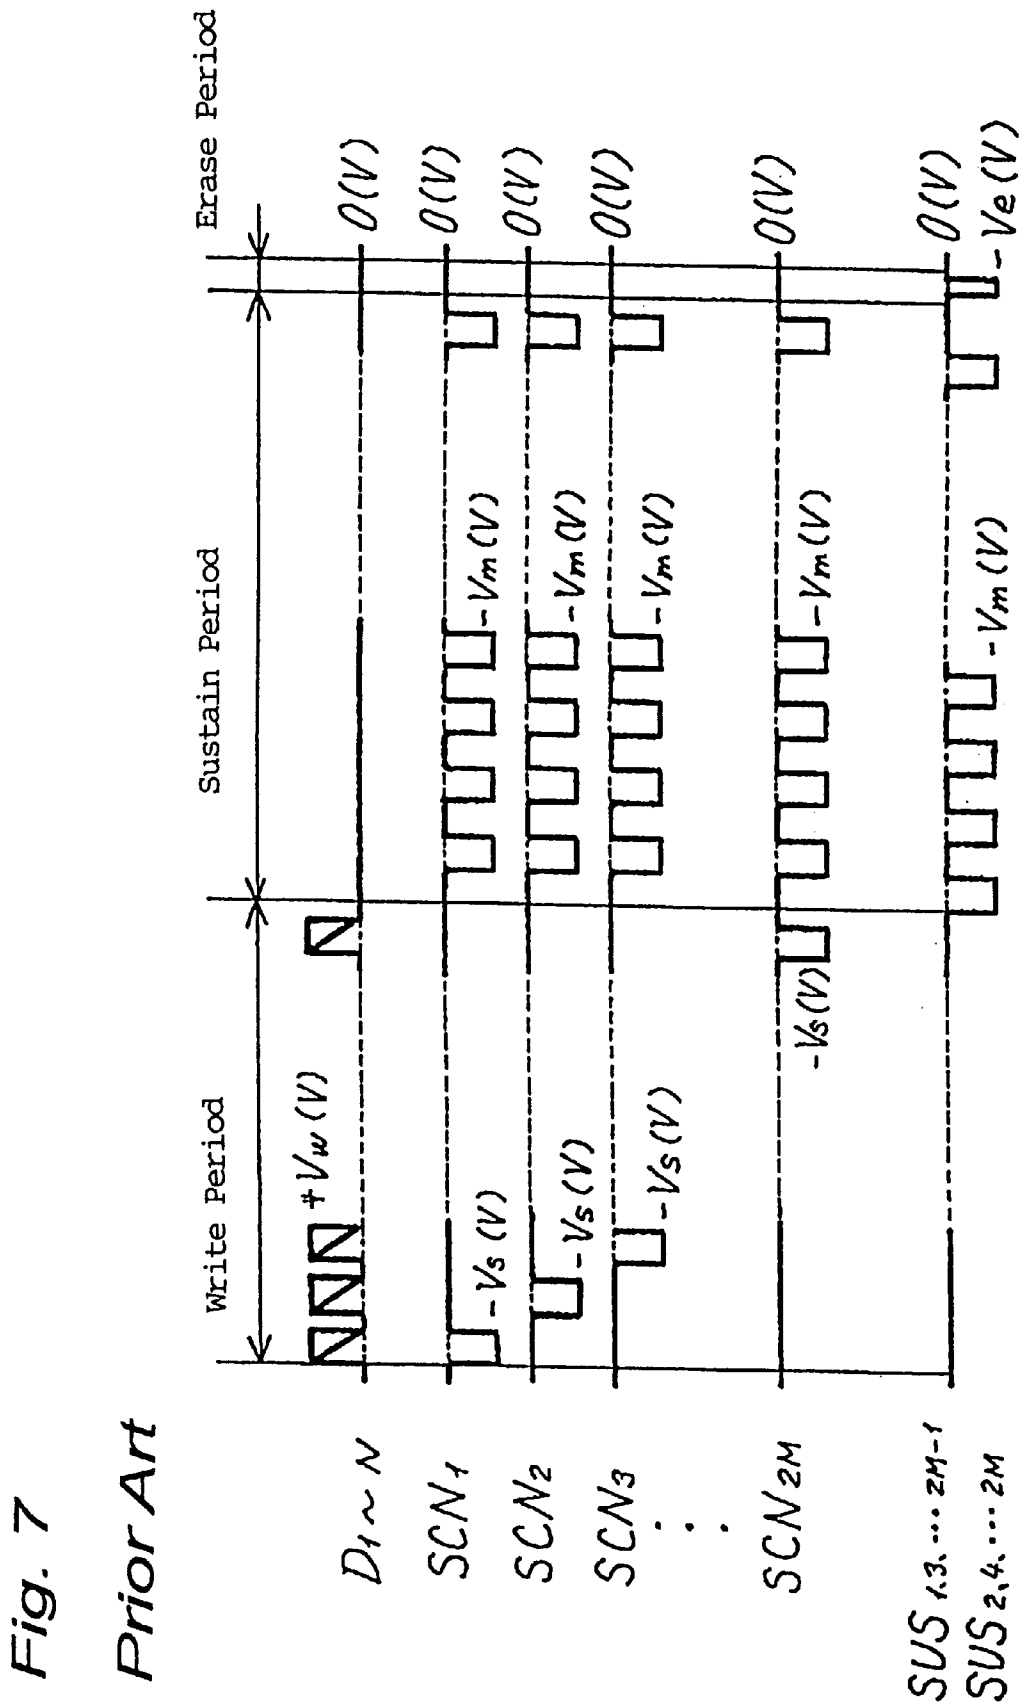 Fig. 7
Prior Art
Write Period
Sustain Period
Erase Period
+Vw(V)
D1~N
0(V)
SCN1
-Vs(V)
-Vm(V)
0(V)
SCN2
-Vs(V)
-Vm(V)
0(V)
SCN3
-Vs(V)
-Vm(V)
0(V)
SCN2M
-Vs(V)
-Vm(V)
0(V)
SUS1.3.…2M-1
SUS2,4.…2M
-Vm(V)
0(V)
-Ve(V)